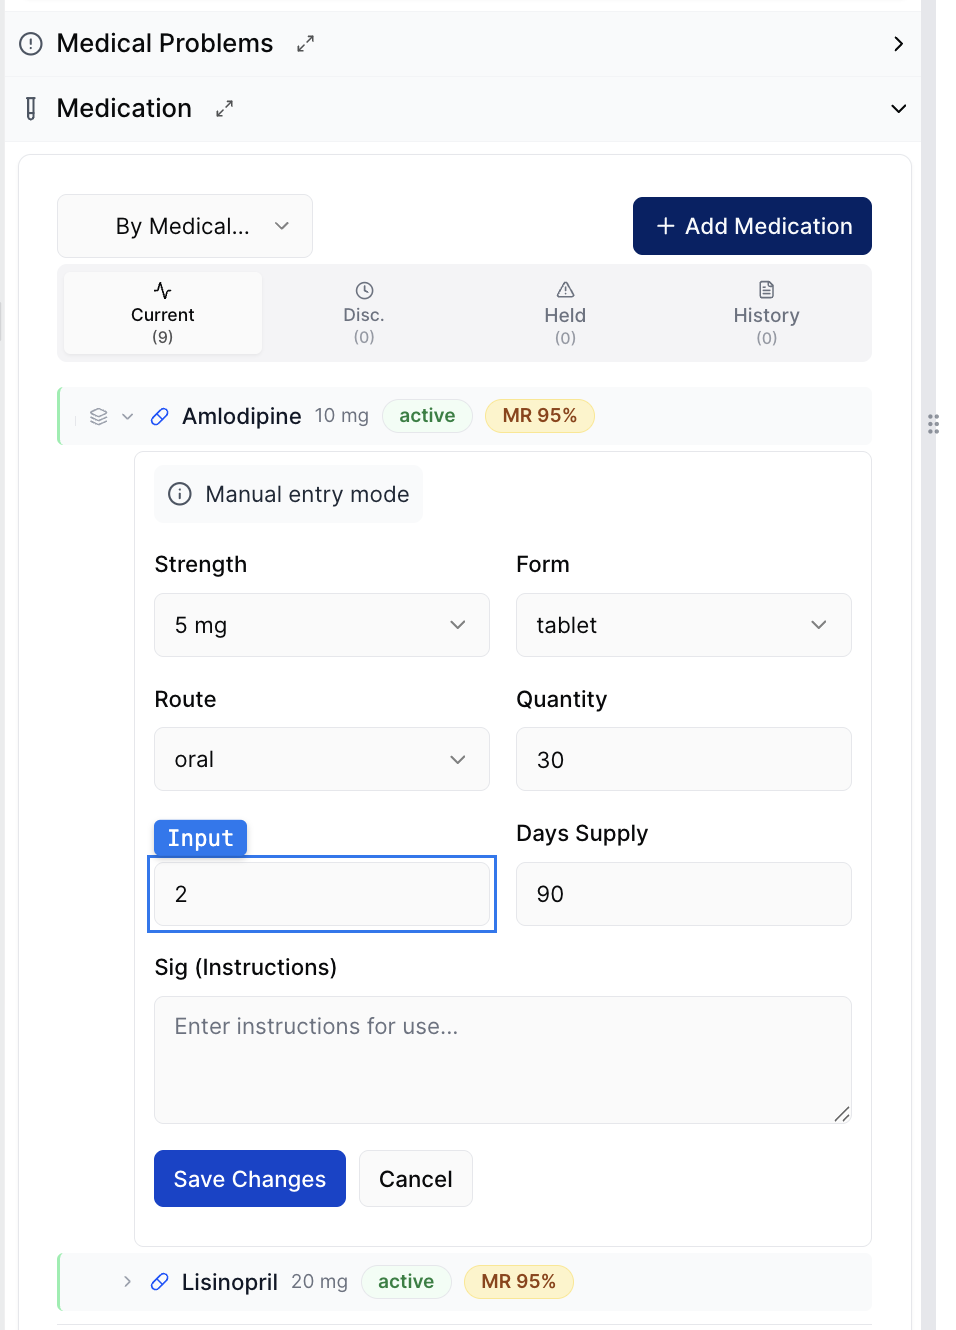 Medical Problems
Medication
By Medical...
+ Add Medication
Current
(9)
Disc.
(0)
Held
(0)
History
(0)
Amlodipine 10 mg active MR 95%
Manual entry mode
Strength
Form
5 mg
tablet
Route
Quantity
oral
30
Input
Days Supply
2
90
Sig (Instructions)
Enter instructions for use...
Save Changes
Cancel
Lisinopril 20 mg active MR 95%